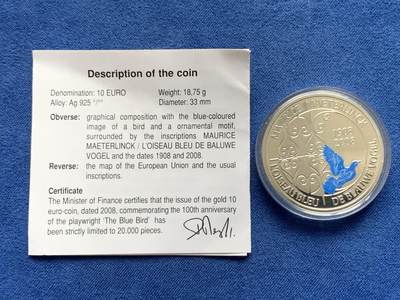 Description of the coin
Denomination: 10 EURO
Weight: 18,75 g
Alloy: Ag 925
Diameter: 33 mm
Obverse: graphical composition with the blue-coloured
image of a bird and a ornamental motif,
surrounded by the inscriptions MAURICE
MAETERLINCK / L'OISEAU BLEU DE BALUWE
VOGEL and the dates 1908 and 2008.
Reverse: the map of the European Union and the usual
inscriptions.
Certificate
The Minister of Finance certifies that the issue of the gold 10
euro-coin, dated 2008, commemorating the 100th anniversary
of the playwright 'The Blue Bird' has
been strictly limited to 20.000 pieces.
MAURICE MAETERLINCK
1908
L'OISEAU BLEU DE BLAUWE VOGEL